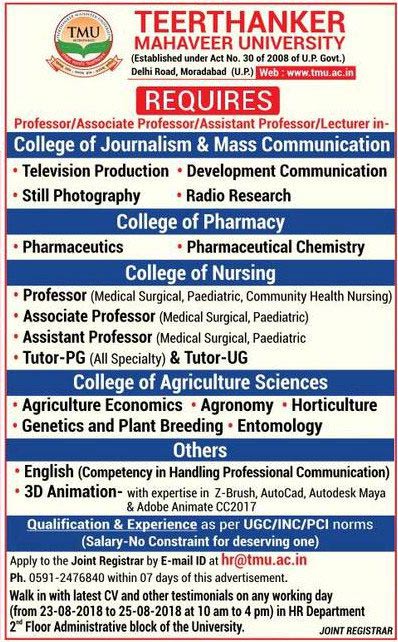 TEERTHANKER
MAHAVEER UNIVERSITY
(Established under Act No. 30 of 2008 of U.P. Govt.)
Delhi Road, Moradabad (U.P.) Web : www.tmu.ac.in
TMU
REQUIRES
Professor/Associate Professor/Assistant Professor/Lecturer in-
College of Journalism & Mass Communication
• Television Production • Development Communication
• Still Photography • Radio Research
College of Pharmacy
• Pharmaceutics • Pharmaceutical Chemistry
College of Nursing
• Professor (Medical Surgical, Paediatric, Community Health Nursing)
• Associate Professor (Medical Surgical, Paediatric)
• Assistant Professor (Medical Surgical, Paediatric
• Tutor-PG (All Specialty) & Tutor-UG
College of Agriculture Sciences
• Agriculture Economics • Agronomy • Horticulture
• Genetics and Plant Breeding • Entomology
Others
• English (Competency in Handling Professional Communication)
• 3D Animation- with expertise in Z-Brush, AutoCad, Autodesk Maya
& Adobe Animate CC2017
Qualification & Experience as per UGC/INC/PCI norms
(Salary-No Constraint for deserving one)
Apply to the Joint Registrar by E-mail ID at hr@tmu.ac.in
Ph. 0591-2476840 within 07 days of this advertisement.
Walk in with latest CV and other testimonials on any working day
(from 23-08-2018 to 25-08-2018 at 10 am to 4 pm) in HR Department
2nd Floor Administrative block of the University. JOINT REGISTRAR